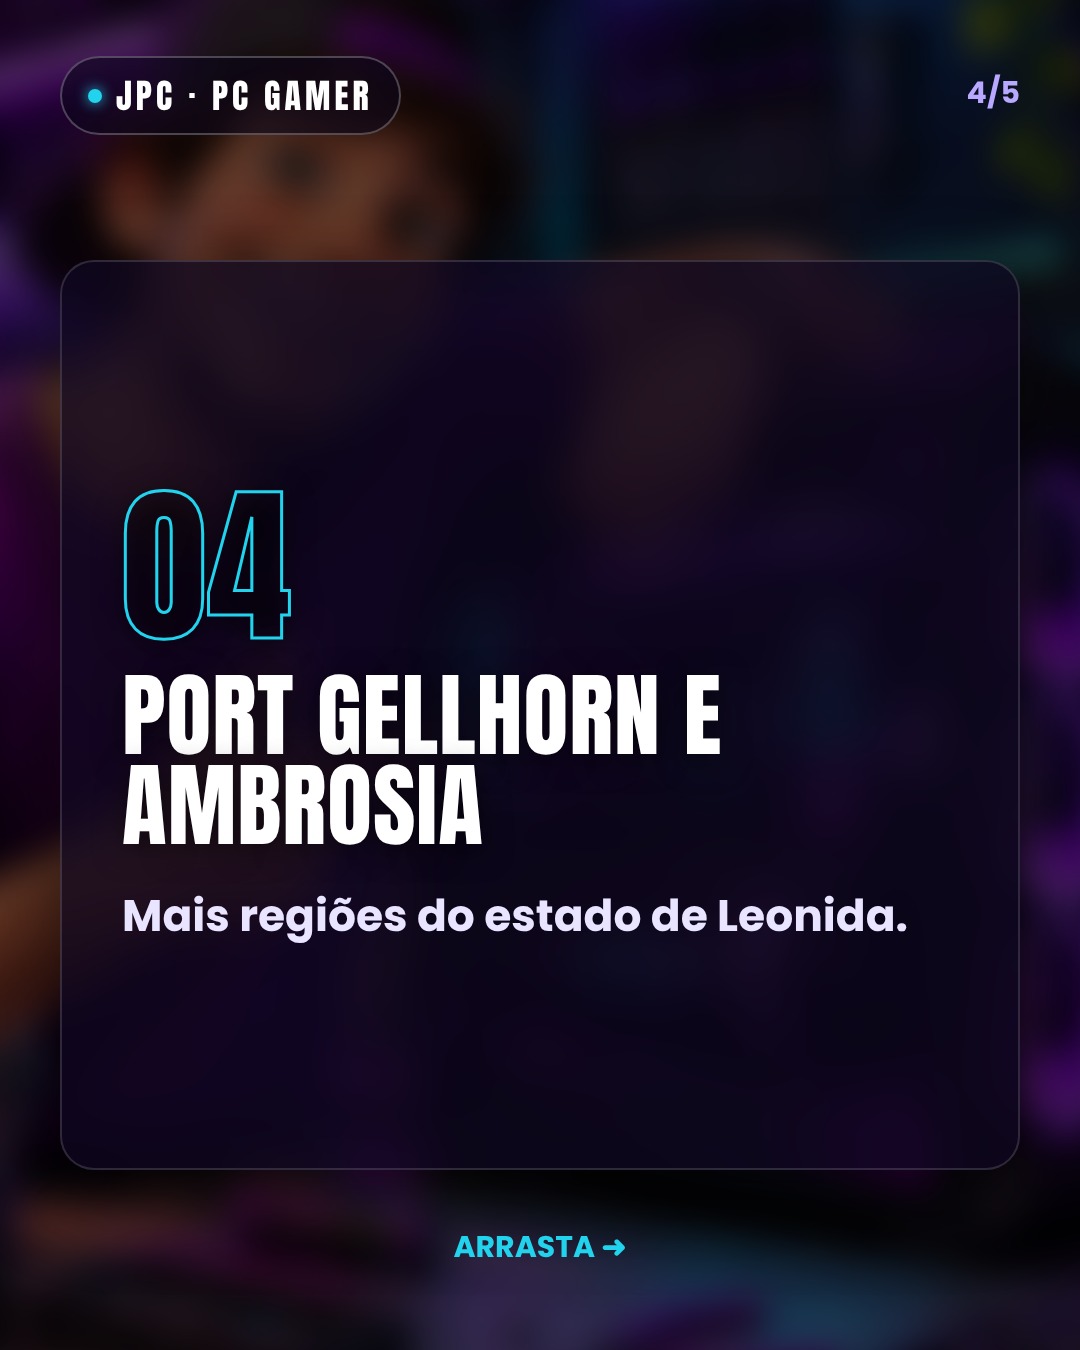 JPC · PC GAMER
4/5
04
PORT GELLHORN E
AMBROSIA
Mais regiões do estado de Leonida.
ARRASTA →